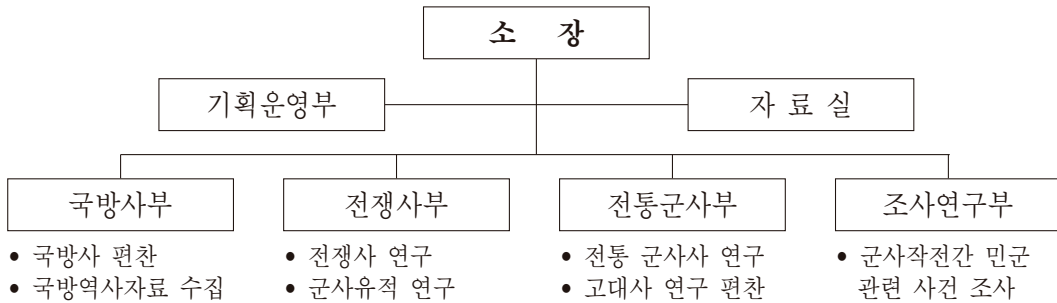 소 장
기획운영부
자 료 실
국방사부
전쟁사부
전통군사부
조사연구부
• 국방사 편찬
• 국방역사자료 수집
• 전쟁사 연구
• 군사유적 연구
• 전통 군사사 연구
• 고대사 연구 편찬
• 군사작전간 민군
관련 사건 조사